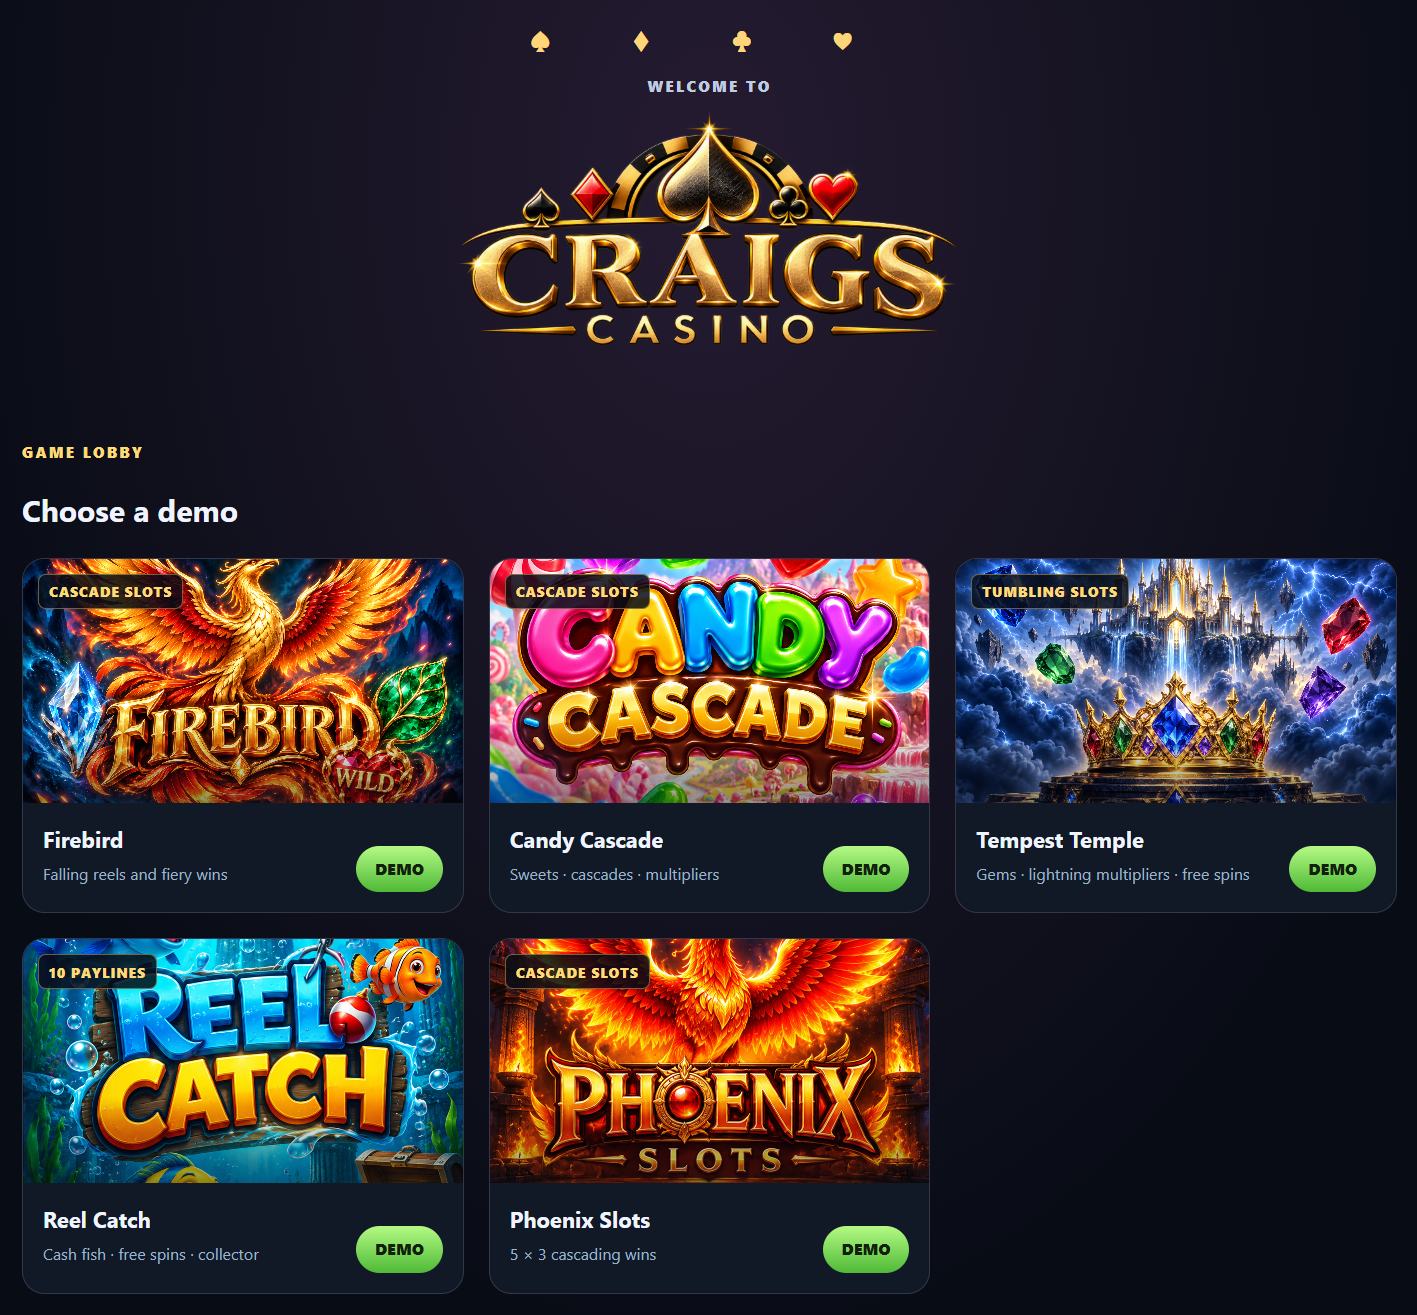 WELCOME TO
CRAIGS
CASINO
GAME LOBBY
Choose a demo
CASCADE SLOTS
FIREBIRD
WILD
Firebird
Falling reels and fiery wins
DEMO
CASCADE SLOTS
CANDY
CASCADE
Candy Cascade
Sweets · cascades · multipliers
DEMO
TUMBLING SLOTS
Tempest Temple
Gems · lightning multipliers · free spins
DEMO
10 PAYLINES
REEL
CATCH
Reel Catch
Cash fish · free spins · collector
DEMO
CASCADE SLOTS
PHOENIX
SLOTS
Phoenix Slots
5 × 3 cascading wins
DEMO